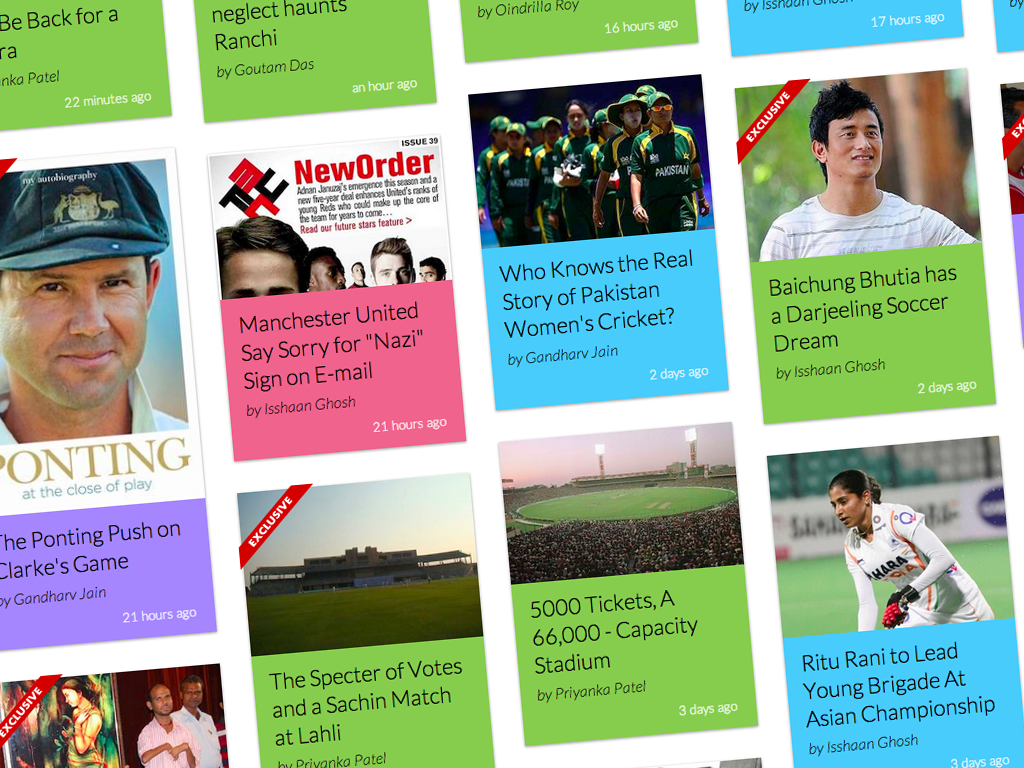 Be Back for a
ra
nka Patel
22 minutes ago
neglect haunts
Ranchi
by Goutam Das
an hour ago
by Oindrilla Roy
16 hours ago
by Isshaan Ghosh
17 hours ago
my autobiography
PONTING
at the close of play
The Ponting Push on
Clarke's Game
by Gandharv Jain
21 hours ago
ISSUE 39
NewOrder
Adnan Januzaj's emergence this season and a
new five-year deal enhances United's ranks of
young Reds who could make up the core of
the team for years to come...
Read our future stars feature >
Manchester United
Say Sorry for "Nazi"
Sign on E-mail
by Isshaan Ghosh
21 hours ago
PAKISTAN
PAKISTAN
Who Knows the Real
Story of Pakistan
Women's Cricket?
by Gandharv Jain
2 days ago
EXCLUSIVE
Baichung Bhutia has
a Darjeeling Soccer
Dream
by Isshaan Ghosh
2 days ago
EXCLUSIVE
The Specter of Votes
and a Sachin Match
at Lahli
by Priyanka Patel
5000 Tickets, A
66,000 - Capacity
Stadium
by Priyanka Patel
3 days ago
AHARA
Ritu Rani to Lead
Young Brigade At
Asian Championship
by Isshaan Ghosh
3 days ago
EXCLUSIVE